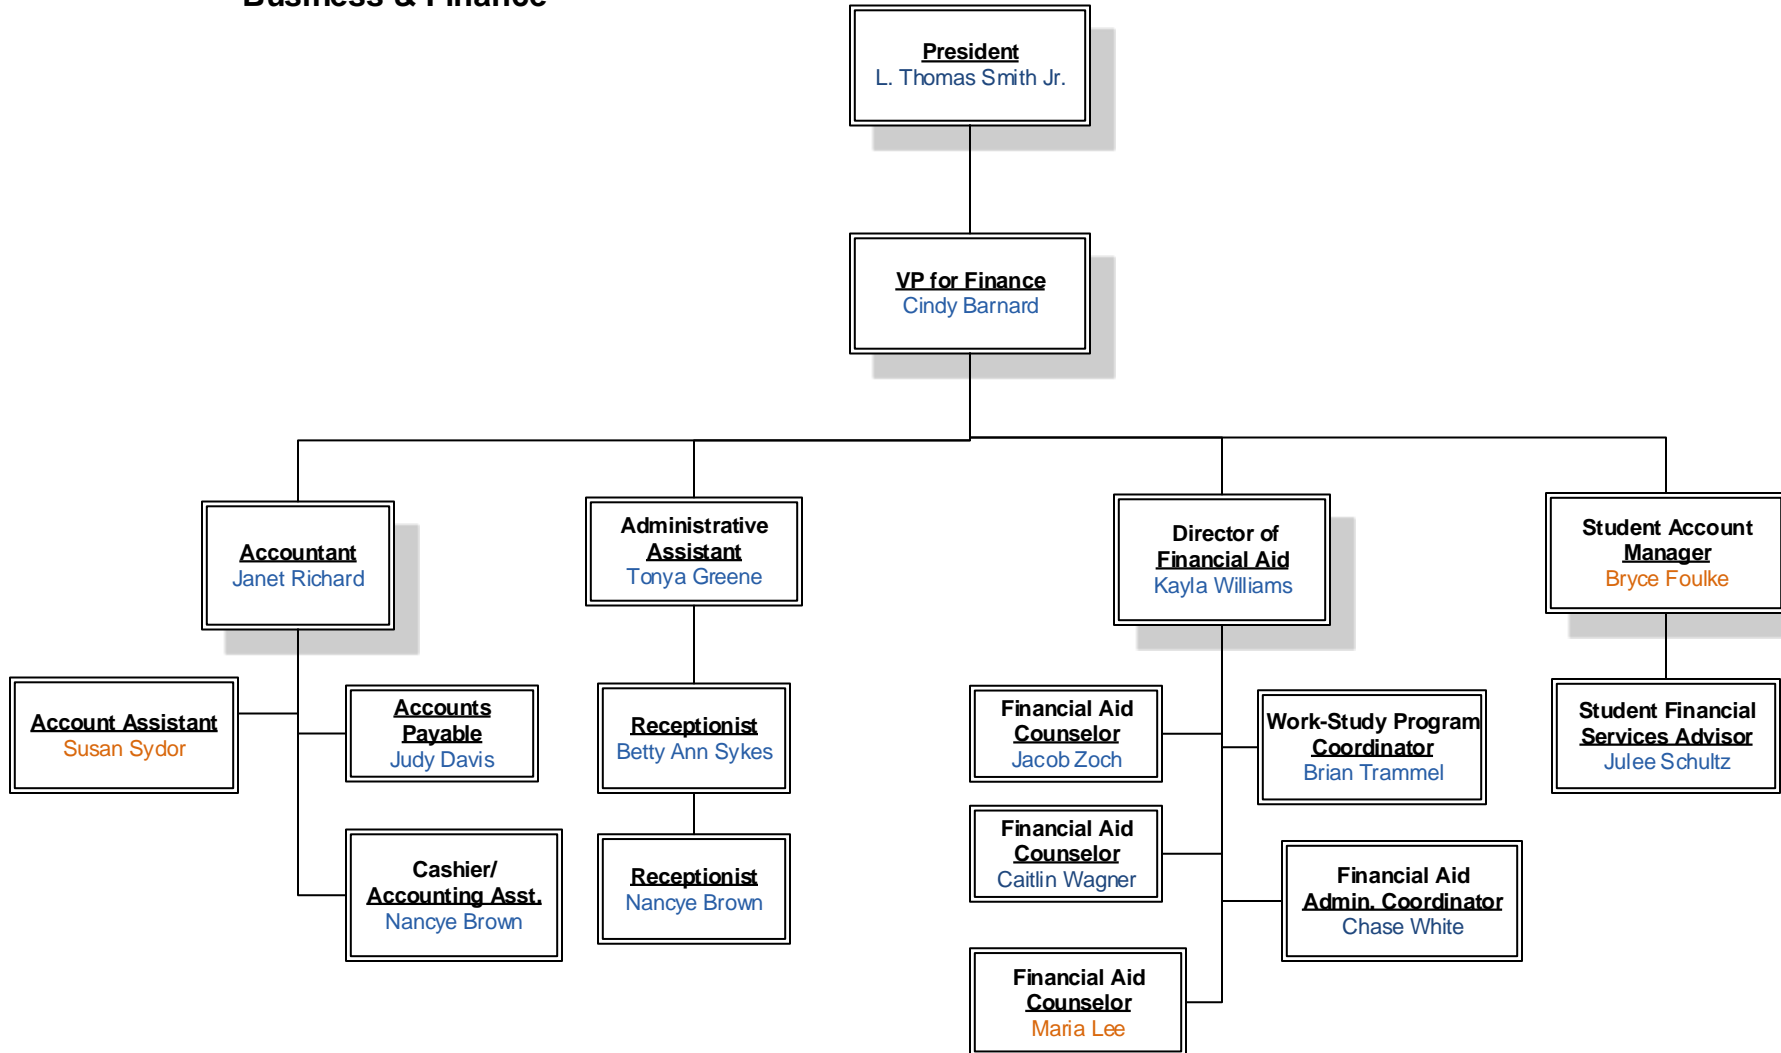 Business & Finance
President
L. Thomas Smith Jr.
VP for Finance
Cindy Barnard
Accountant
Janet Richard
Administrative
Assistant
Tonya Greene
Director of
Financial Aid
Kayla Williams
Student Account
Manager
Bryce Foulke
Account Assistant
Susan Sydor
Accounts
Payable
Judy Davis
Receptionist
Betty Ann Sykes
Financial Aid
Counselor
Jacob Zoch
Work-Study Program
Coordinator
Brian Trammel
Student Financial
Services Advisor
Julee Schultz
Cashier/
Accounting Asst.
Nancye Brown
Receptionist
Nancye Brown
Financial Aid
Counselor
Caitlin Wagner
Financial Aid
Admin. Coordinator
Chase White
Financial Aid
Counselor
Maria Lee